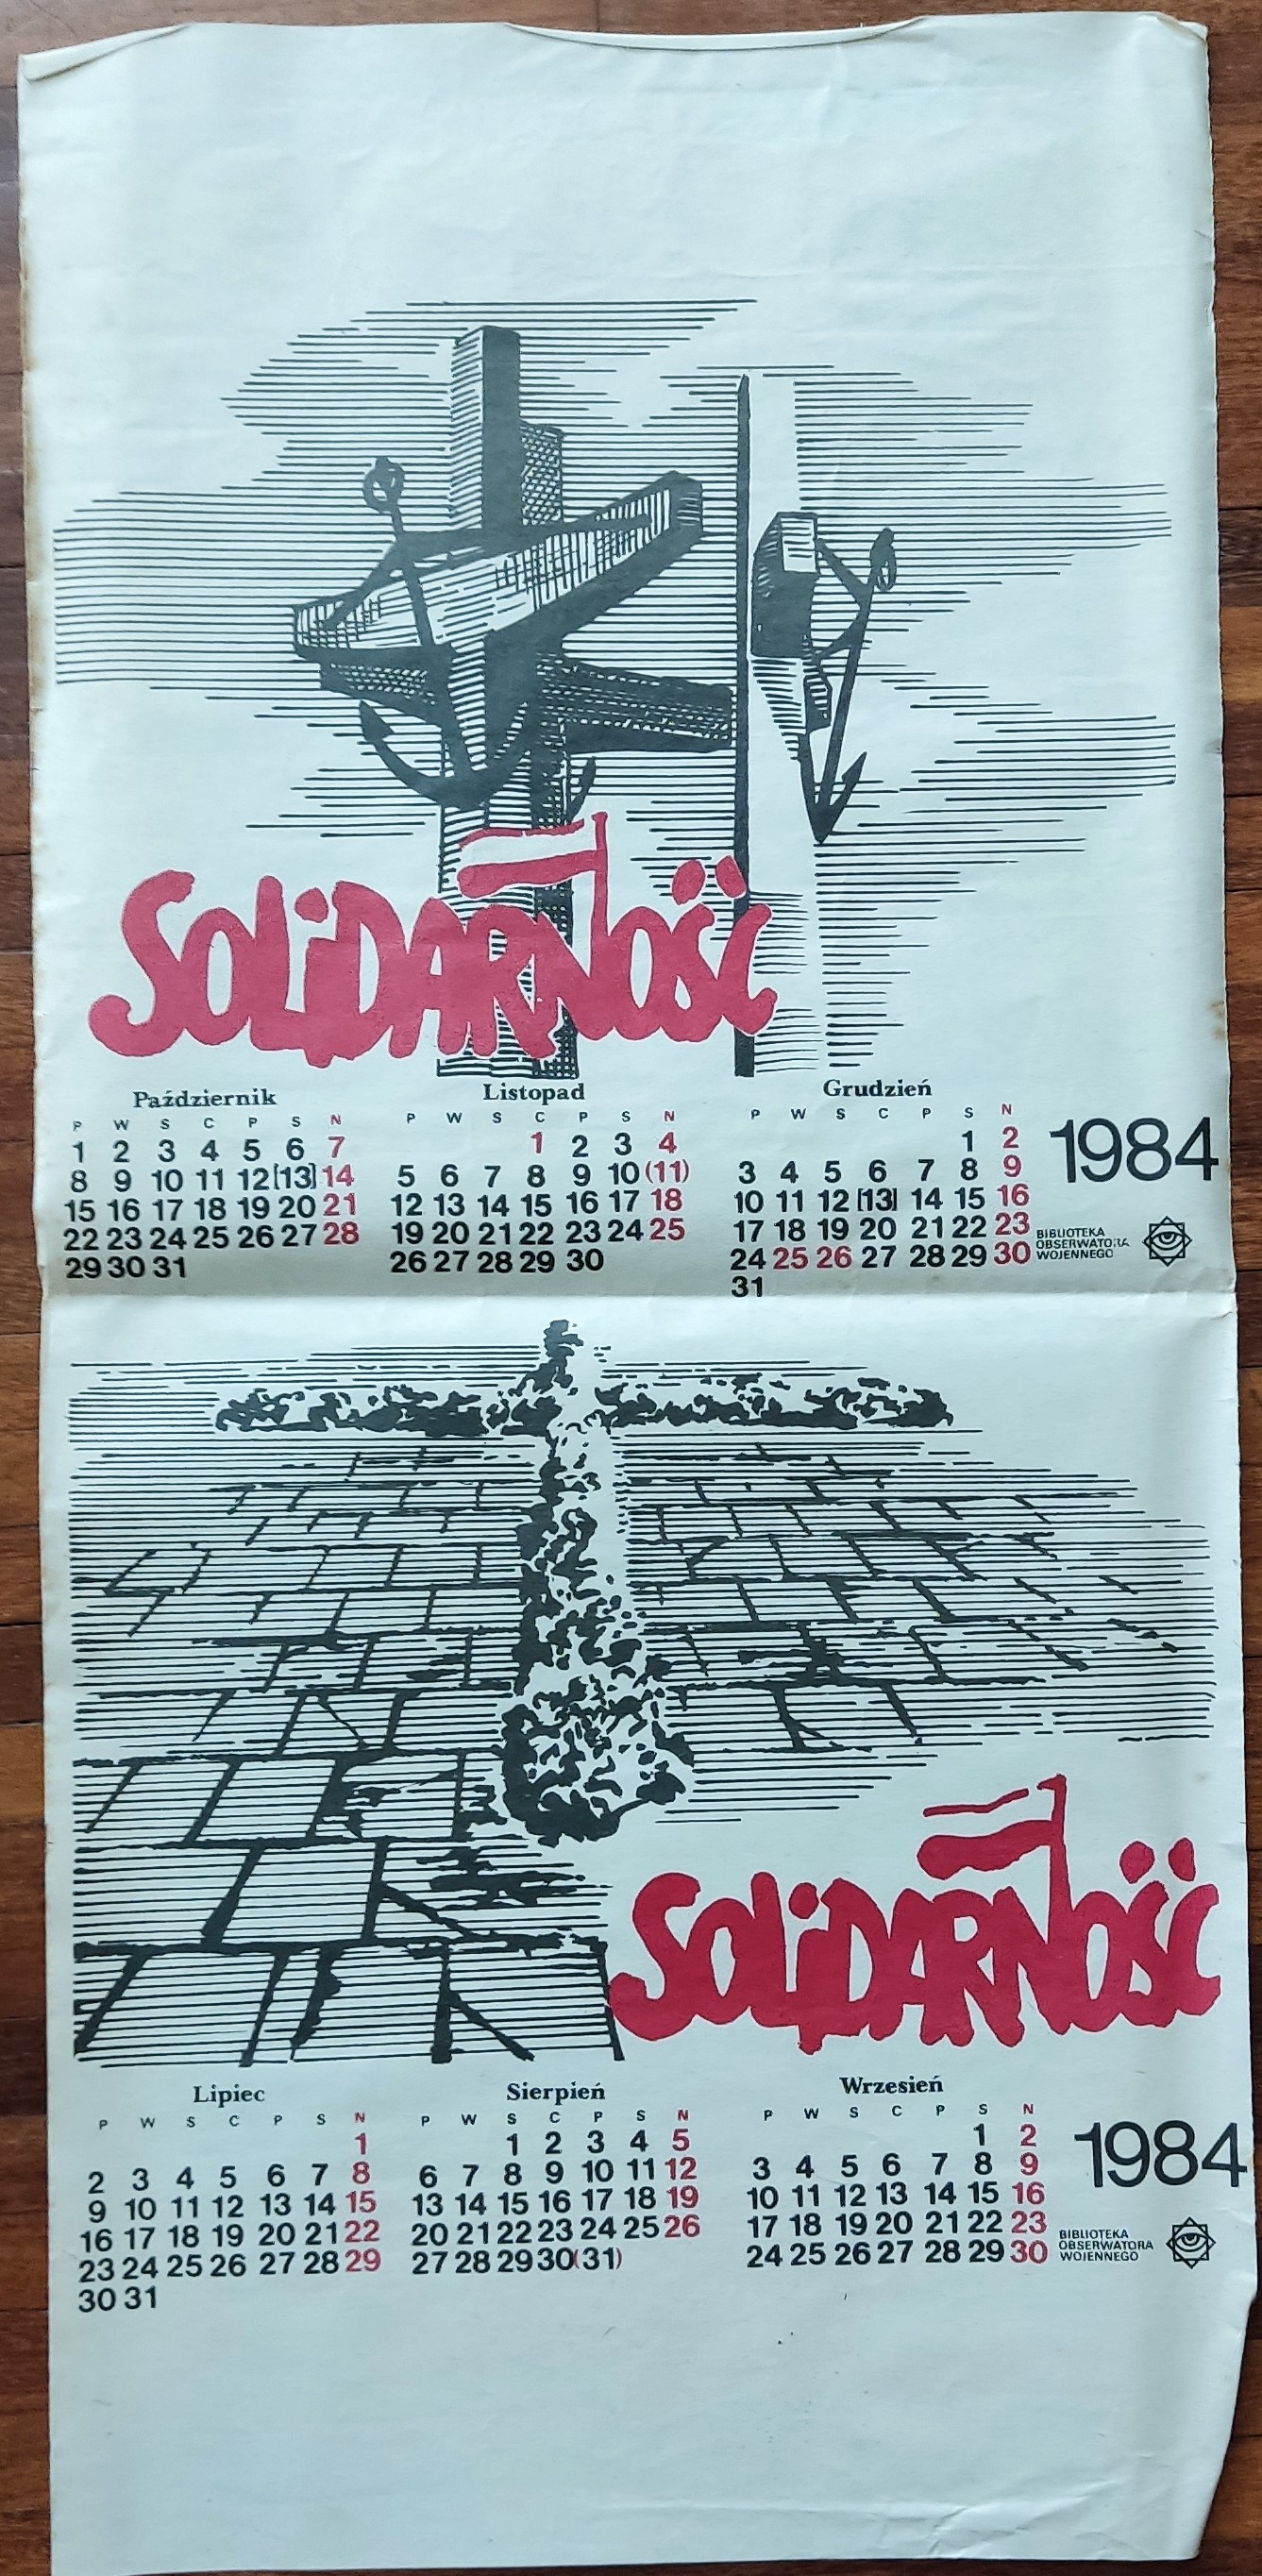 SOLIDARNOŚĆ
Październik
P W S C P S N
1 2 3 4 5 6 7
8 9 10 11 12 [13] 14
15 16 17 18 19 20 21
22 23 24 25 26 27 28
29 30 31
Listopad
P W S C P S N
1 2 3 4
5 6 7 8 9 10 (11)
12 13 14 15 16 17 18
19 20 21 22 23 24 25
26 27 28 29 30
Grudzień
P W S C P S N
1 2
3 4 5 6 7 8 9
10 11 12 [13] 14 15 16
17 18 19 20 21 22 23
24 25 26 27 28 29 30
31
1984
BIBLIOTEKA
OBSERWATORA
WOJENNEGO
SOLIDARNOŚĆ
Lipiec
P W S C P S N
1
2 3 4 5 6 7 8
9 10 11 12 13 14 15
16 17 18 19 20 21 22
23 24 25 26 27 28 29
30 31
Sierpień
P W S C P S N
1 2 3 4 5
6 7 8 9 10 11 12
13 14 15 16 17 18 19
20 21 22 23 24 25 26
27 28 29 30 (31)
Wrzesień
P W S C P S N
1 2
3 4 5 6 7 8 9
10 11 12 13 14 15 16
17 18 19 20 21 22 23
24 25 26 27 28 29 30
1984
BIBLIOTEKA
OBSERWATORA
WOJENNEGO